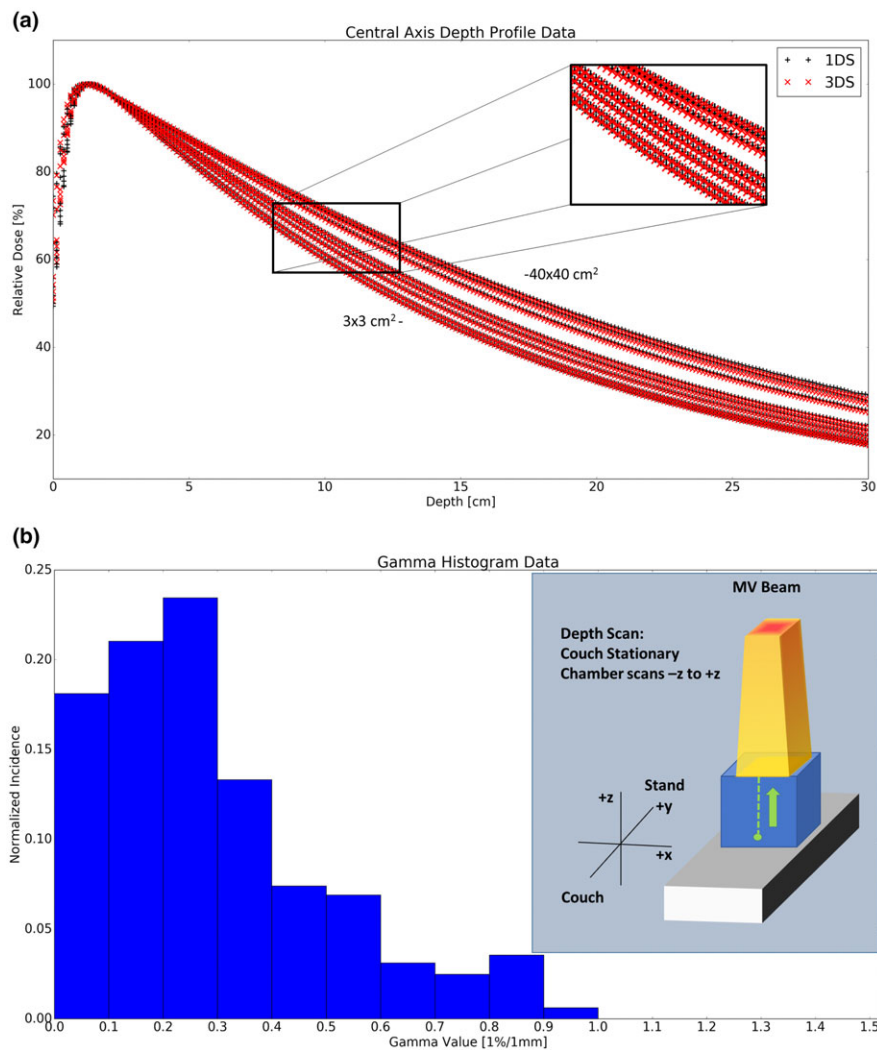 (a)
Central Axis Depth Profile Data
1DS
3DS
100
80
60
40
20
Relative Dose [%]
-40x40 cm²
3x3 cm² -
0
5
10
15
20
25
30
Depth [cm]
(b)
Gamma Histogram Data
0.25
0.20
0.15
0.10
0.05
0.00
Normalized Incidence
MV Beam
Depth Scan:
Couch Stationary
Chamber scans –z to +z
Stand
+z
+y
+x
Couch
0.0
0.1
0.2
0.3
0.4
0.5
0.6
0.7
0.8
0.9
1.0
1.1
1.2
1.3
1.4
1.5
Gamma Value [1%/1mm]